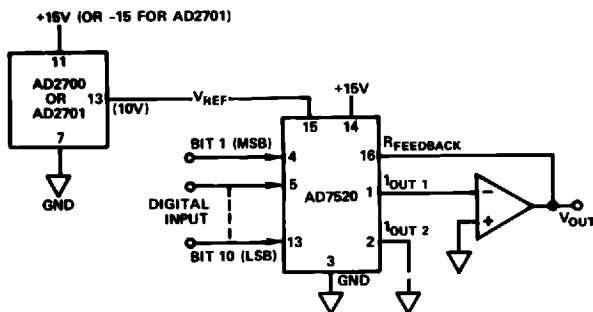 +15V (OR -15 FOR AD2701)
11
AD2700
OR
AD2701
13
(10V)
7
GND
VREF
+15V
15
14
BIT 1 (MSB)
4
5
DIGITAL
INPUT
13
BIT 10 (LSB)
AD7520
16
RFEEDBACK
1
IOUT 1
2
IOUT 2
3
GND
−
+
VOUT